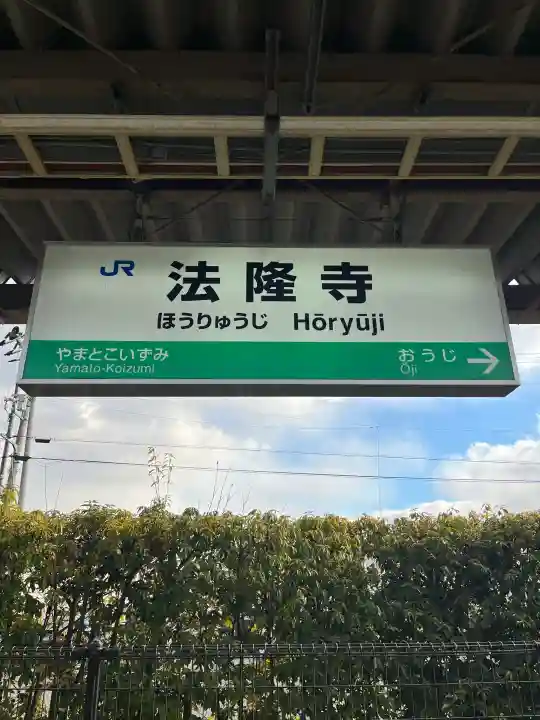 JR 法隆寺
ほうりゅうじ Hōryūji
やまとこいずみ おうじ →
Yamato-Koizumi Ōji